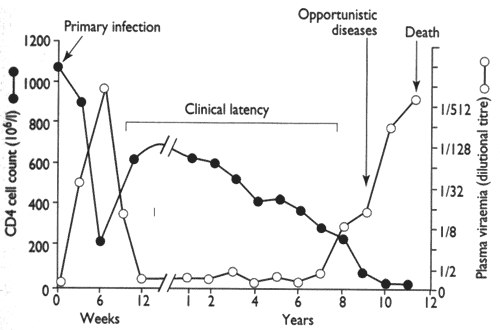 Opportunistic
diseases
Death
Primary infection
Clinical latency
CD4 cell count (10⁶/l)
1200
1000
800
600
400
200
0
Plasma viraemia (dilutional titre)
1/512
1/128
1/32
1/8
1/2
0
0 6 12 1 2 4 6 8 10 12
Weeks Years